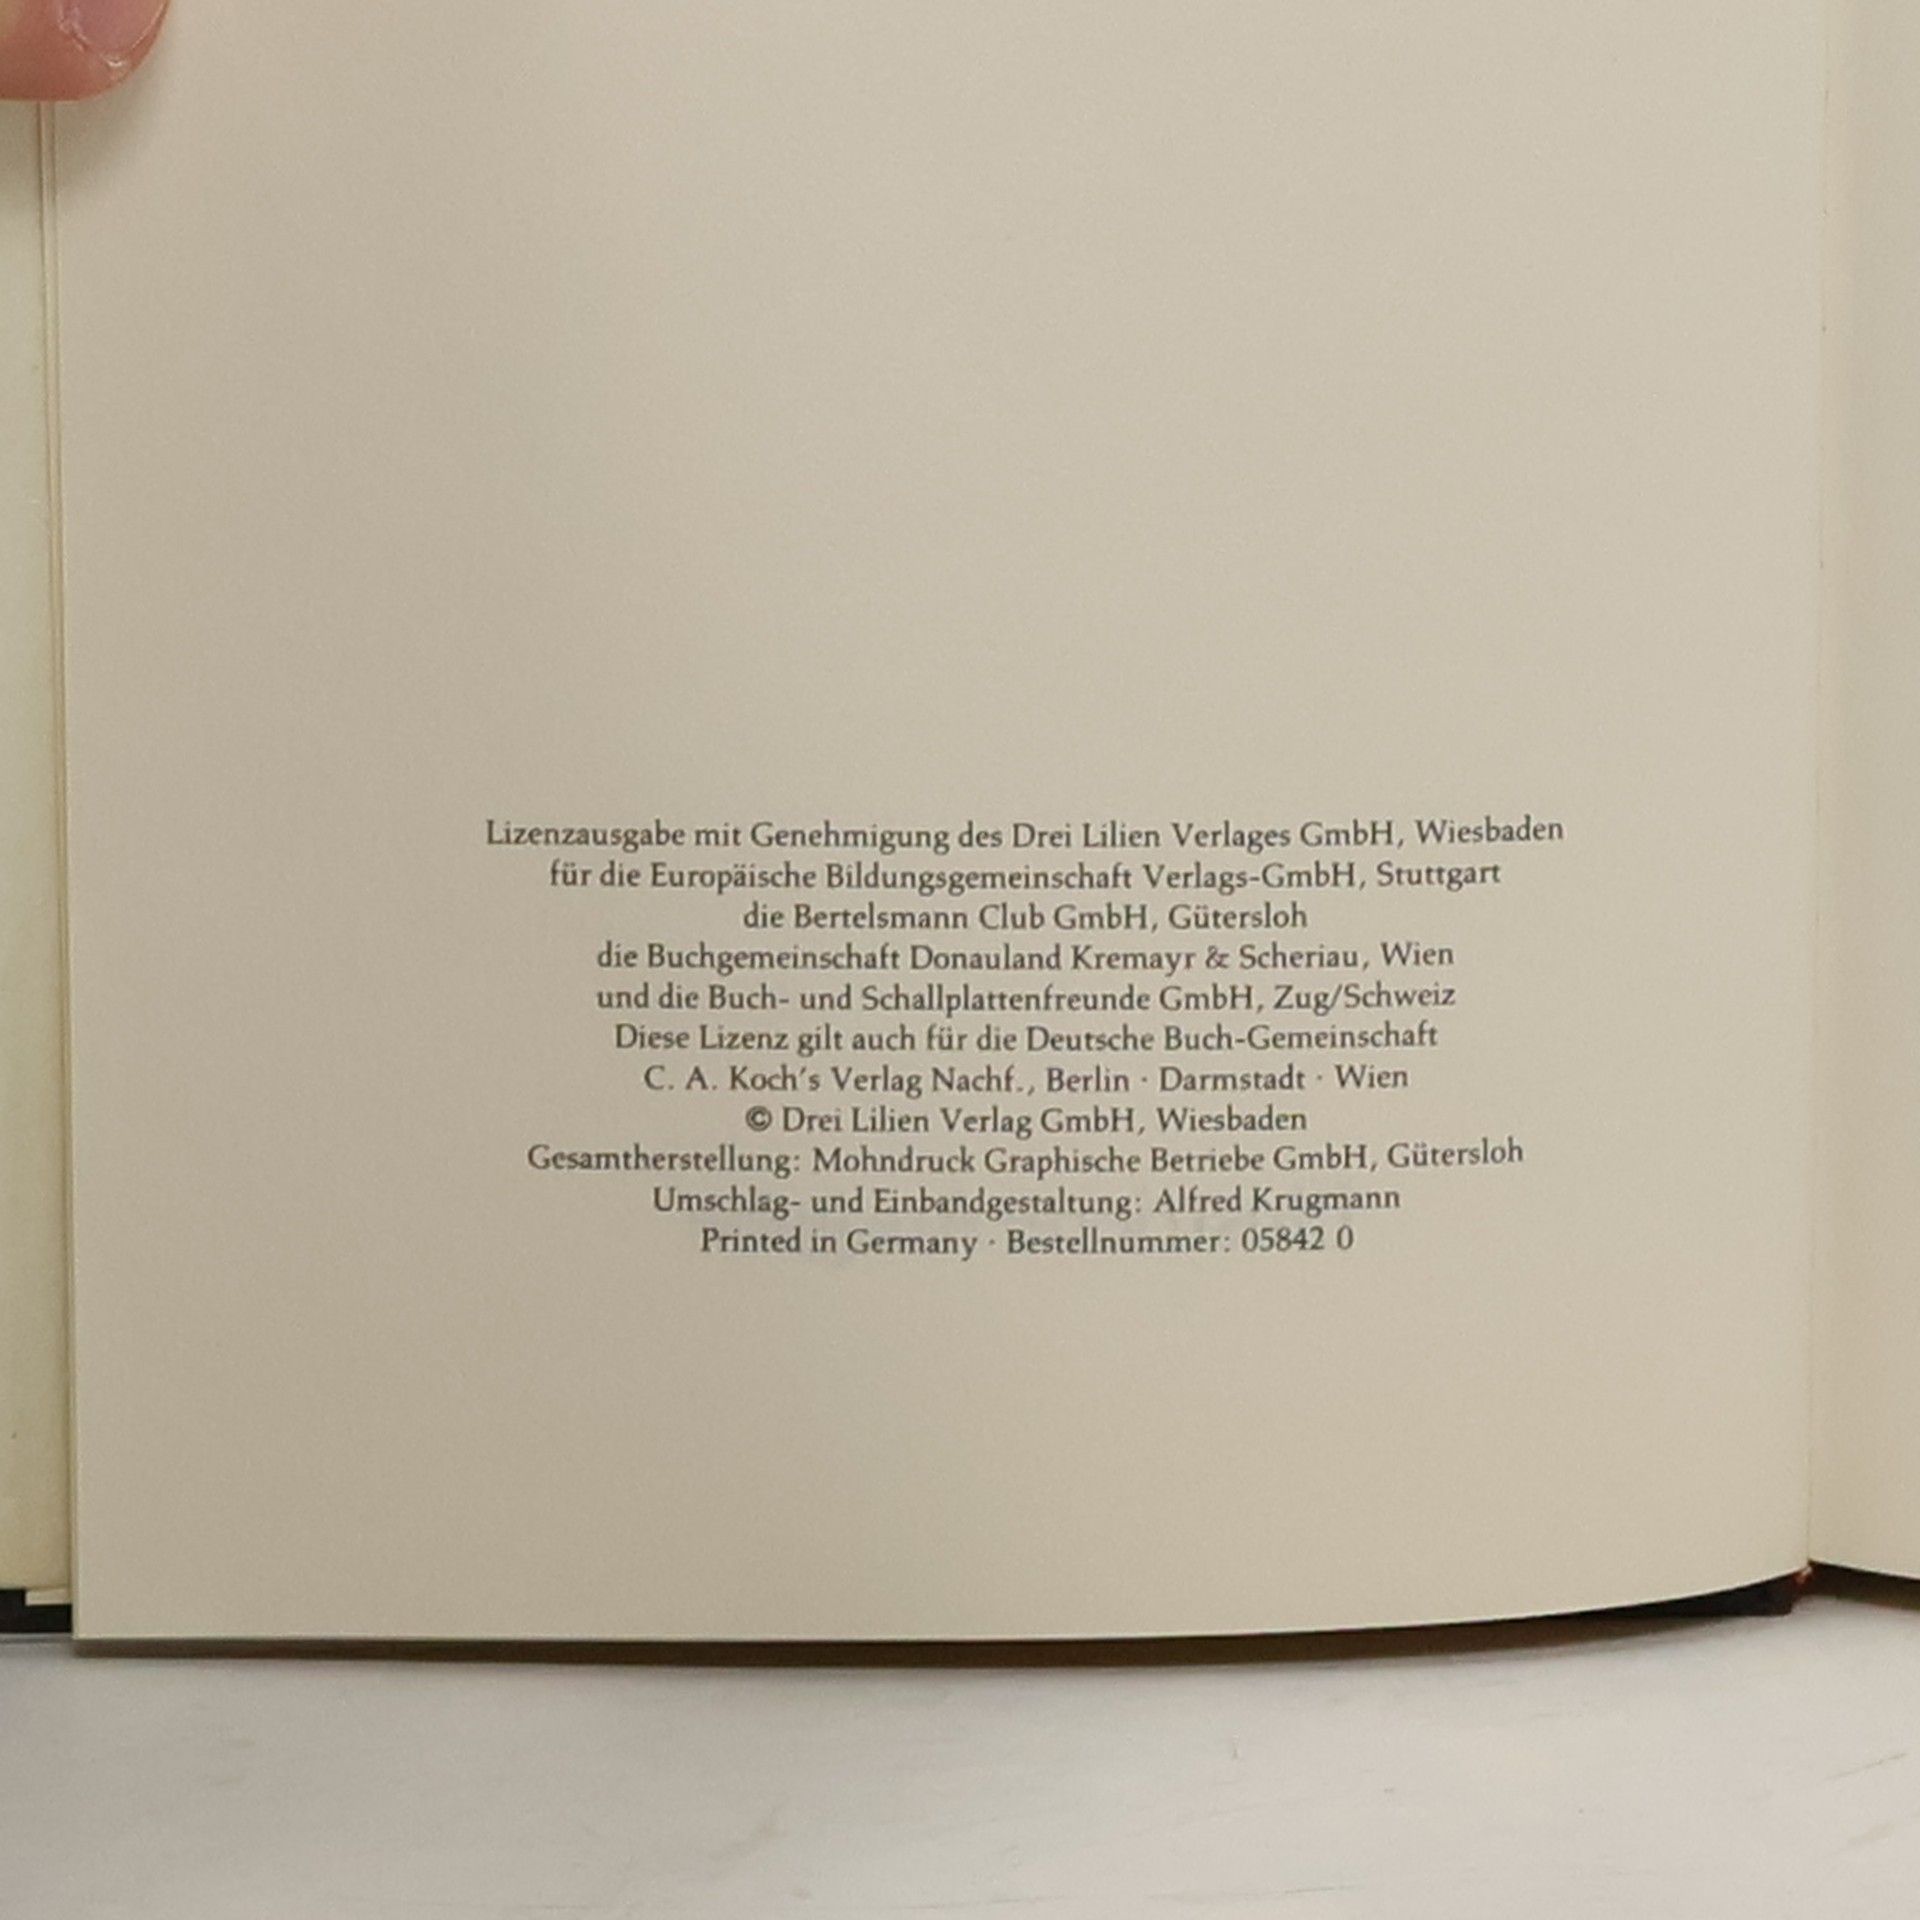 Lizenzausgabe mit Genehmigung des Drei Lilien Verlages GmbH, Wiesbaden
für die Europäische Bildungsgemeinschaft Verlags-GmbH, Stuttgart
die Bertelsmann Club GmbH, Gütersloh
die Buchgemeinschaft Donauland Kremayr & Scheriau, Wien
und die Buch- und Schallplattenfreunde GmbH, Zug/Schweiz
Diese Lizenz gilt auch für die Deutsche Buch-Gemeinschaft
C. A. Koch's Verlag Nachf., Berlin · Darmstadt · Wien
© Drei Lilien Verlag GmbH, Wiesbaden
Gesamtherstellung: Mohndruck Graphische Betriebe GmbH, Gütersloh
Umschlag- und Einbandgestaltung: Alfred Krugmann
Printed in Germany · Bestellnummer: 05842 0